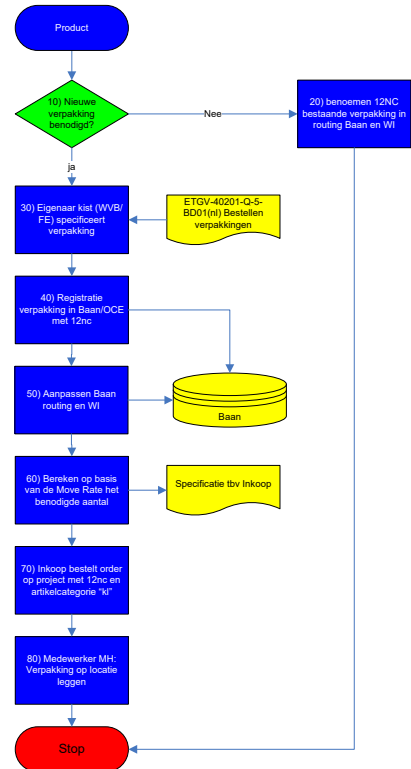 Product
10) Nieuwe
verpakking
benodigd?
Nee
20) benoemen 12NC
bestaande verpakking in
routing Baan en WI
ja
30) Eigenaar kist (WVB/
FE) specificeert
verpakking
ETGV-40201-Q-5-
BD01(nl) Bestellen
verpakkingen
40) Registratie
verpakking in Baan/OCE
met 12nc
50) Aanpassen Baan
routing en WI
Baan
60) Bereken op basis
van de Move Rate het
benodigde aantal
Specificatie tbv Inkoop
70) Inkoop bestelt order
op project met 12nc en
artikelcategorie “kl”
80) Medewerker MH:
Verpakking op locatie
leggen
Stop